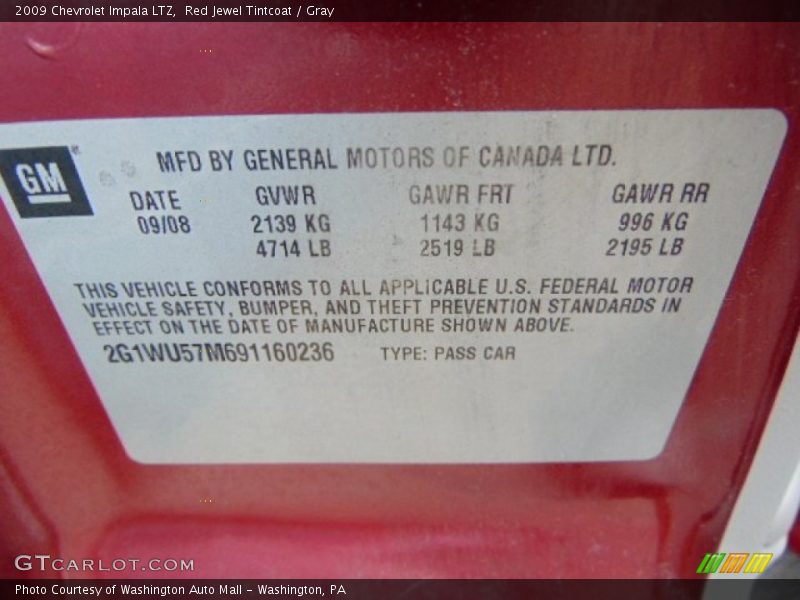 2009 Chevrolet Impala LTZ,  Red Jewel Tintcoat / Gray
GM
MFD BY GENERAL MOTORS OF CANADA LTD.
DATE GVWR GAWR FRT GAWR RR
09/08 2139 KG 1143 KG 996 KG
4714 LB 2519 LB 2195 LB
THIS VEHICLE CONFORMS TO ALL APPLICABLE U.S. FEDERAL MOTOR
VEHICLE SAFETY, BUMPER, AND THEFT PREVENTION STANDARDS IN
EFFECT ON THE DATE OF MANUFACTURE SHOWN ABOVE.
2G1WU57M691160236 TYPE: PASS CAR
GTCARLOT.COM
Photo Courtesy of Washington Auto Mall - Washington, PA